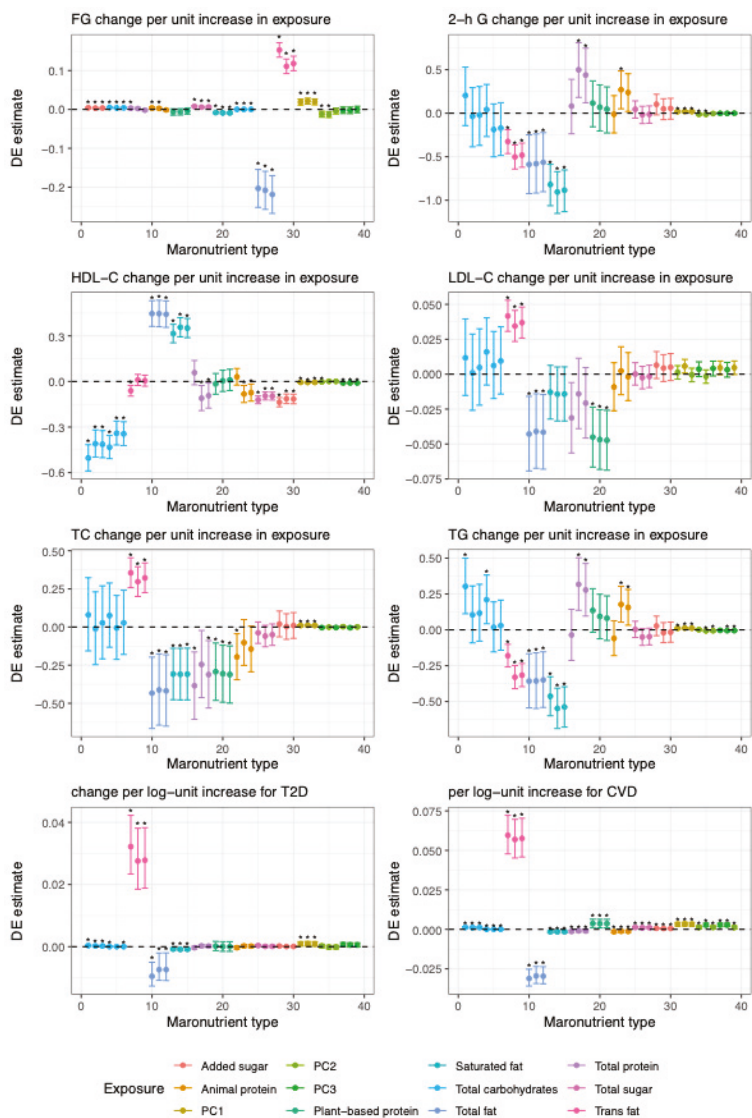 FG change per unit increase in exposure
2-h G change per unit increase in exposure
DE estimate
0.1
0.0
-0.1
-0.2
0 10 20 30 40
Maronutrient type
DE estimate
0.5
0.0
-0.5
-1.0
0 10 20 30 40
Maronutrient type
HDL-C change per unit increase in exposure
LDL-C change per unit increase in exposure
DE estimate
0.3
0.0
-0.3
-0.6
0 10 20 30 40
Maronutrient type
DE estimate
0.050
0.025
0.000
-0.025
-0.050
-0.075
0 10 20 30 40
Maronutrient type
TC change per unit increase in exposure
TG change per unit increase in exposure
DE estimate
0.50
0.25
0.00
-0.25
-0.50
0 10 20 30 40
Maronutrient type
DE estimate
0.50
0.25
0.00
-0.25
-0.50
0 10 20 30 40
Maronutrient type
change per log-unit increase for T2D
per log-unit increase for CVD
DE estimate
0.04
0.02
0.00
0 10 20 30 40
Maronutrient type
DE estimate
0.075
0.050
0.025
0.000
-0.025
0 10 20 30 40
Maronutrient type
Exposure
Added sugar
Animal protein
PC1
PC2
PC3
Plant-based protein
Saturated fat
Total carbohydrates
Total fat
Total protein
Total sugar
Trans fat